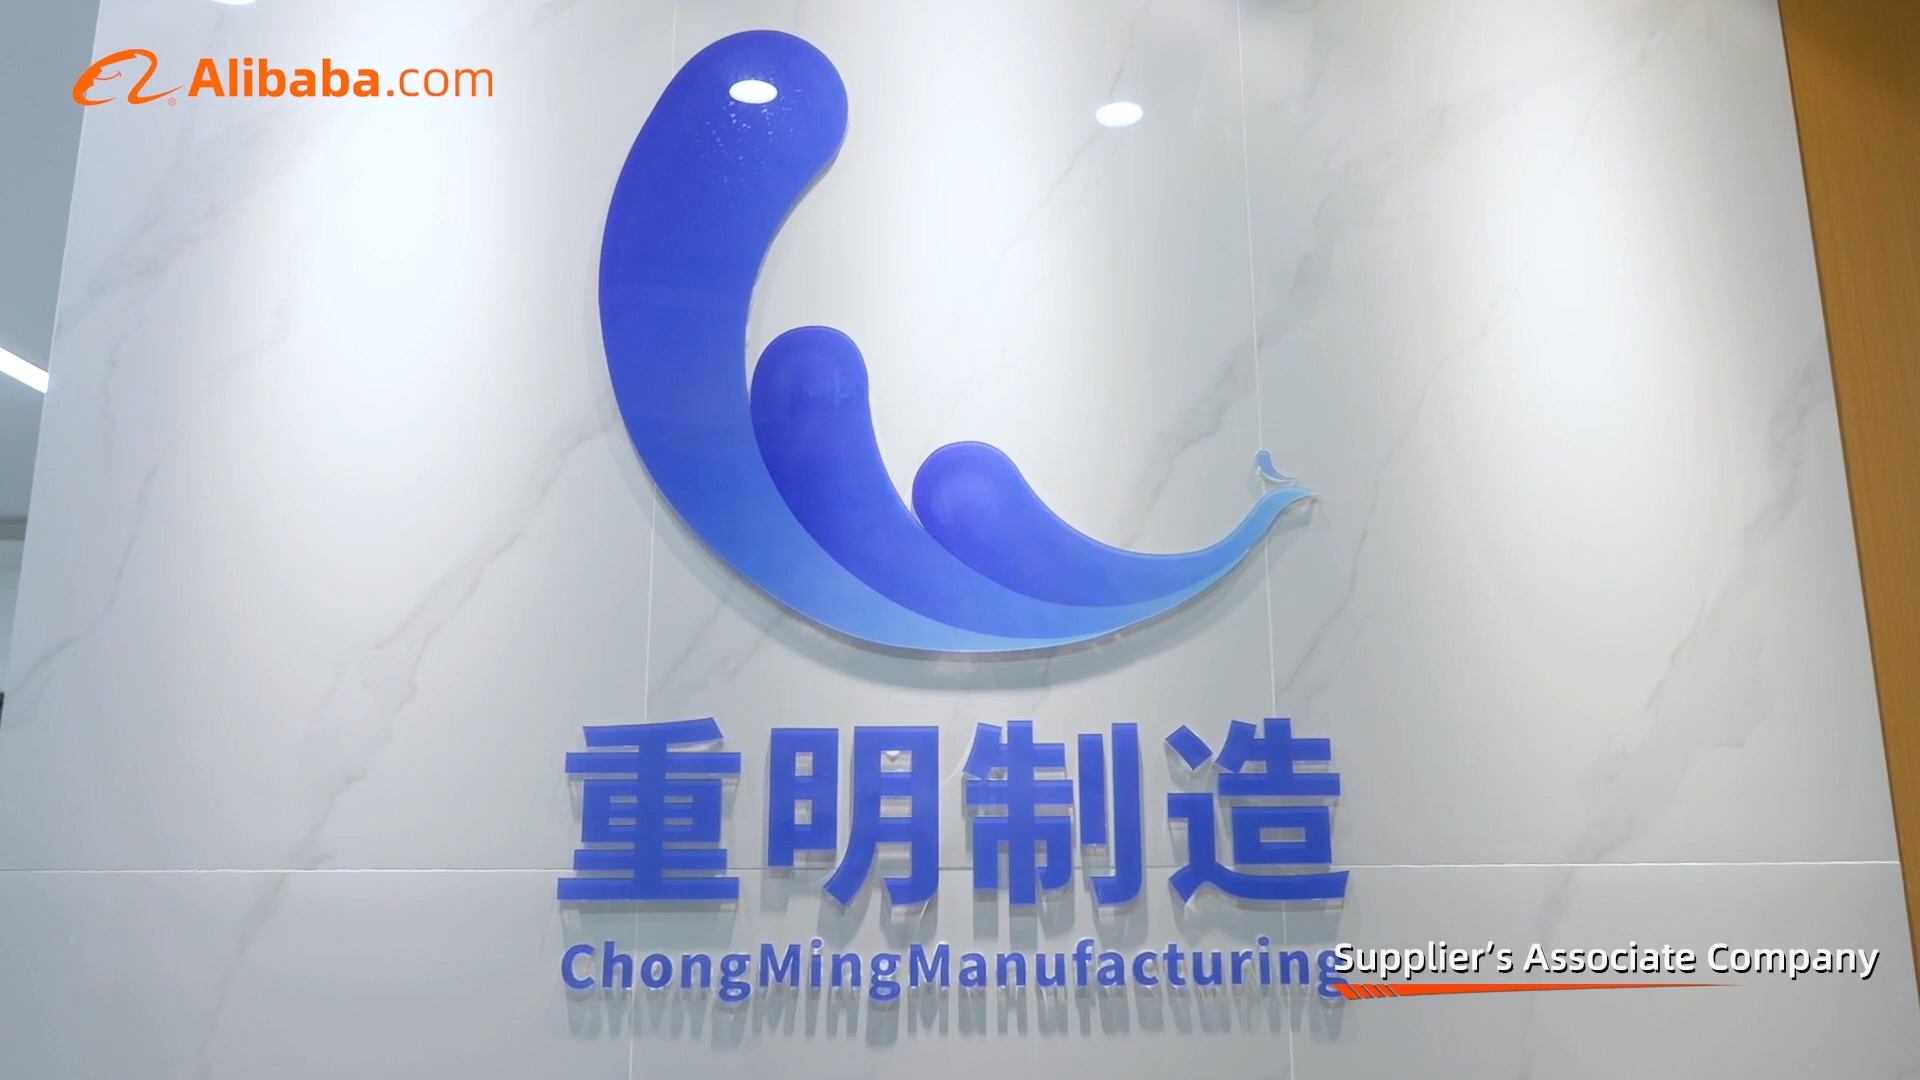 Alibaba.com
重明制造
ChongMingManufacturing
Supplier's Associate Company